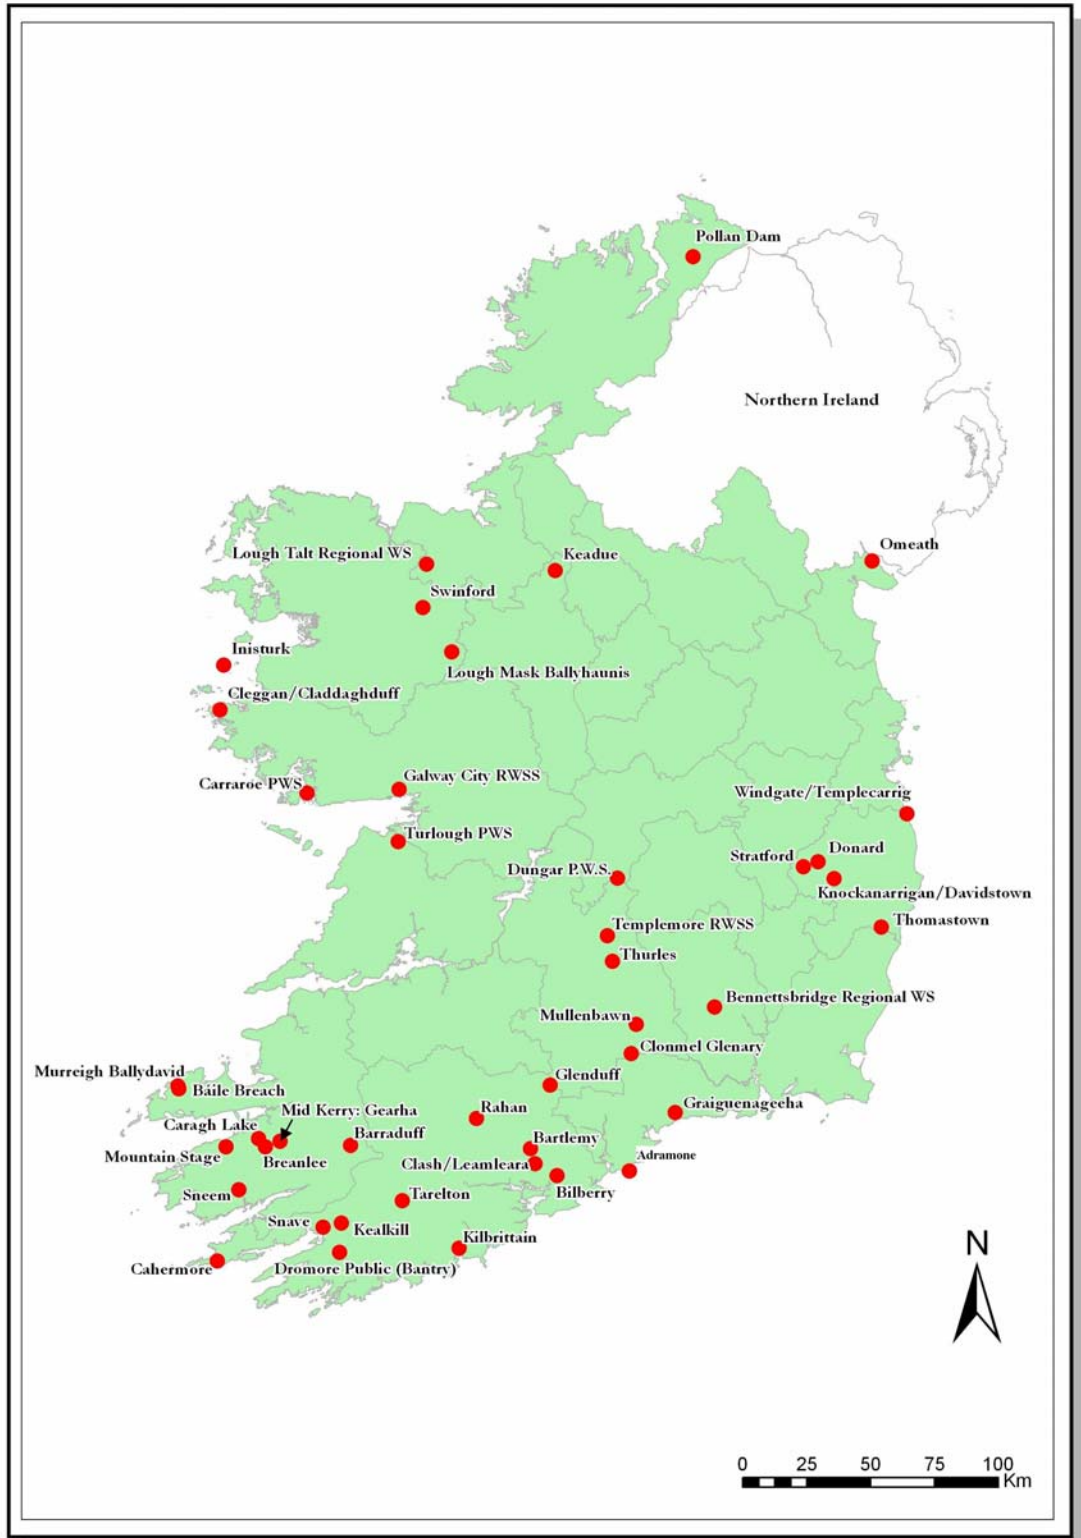 Pollan Dam
Northern Ireland
Omeath
Lough Talt Regional WS
Keadue
Swinford
Inisturk
Lough Mask Ballyhaunis
Cleggan/Claddaghduff
Galway City RWSS
Carraroe PWS
Windgate/Templecarrig
Turlough PWS
Stratford
Donard
Dungar P.W.S.
Knockanarrigan/Davidstown
Thomastown
Templemore RWSS
Thurles
Bennettsbridge Regional WS
Mullenbawn
Clonmel Glenary
Murreigh Ballydavid
Glenduff
Baile Breach
Graiguenageeha
Rahan
Mid Kerry: Gearha
Caragh Lake
Barraduff
Bartlemy
Mountain Stage
Breanlee
Adramone
Clash/Leamleara
Bilberry
Sneem
Tarelton
Snave
Kealkill
Kilbrittain
Cahermore
Dromore Public (Bantry)
N
0 25 50 75 100
Km